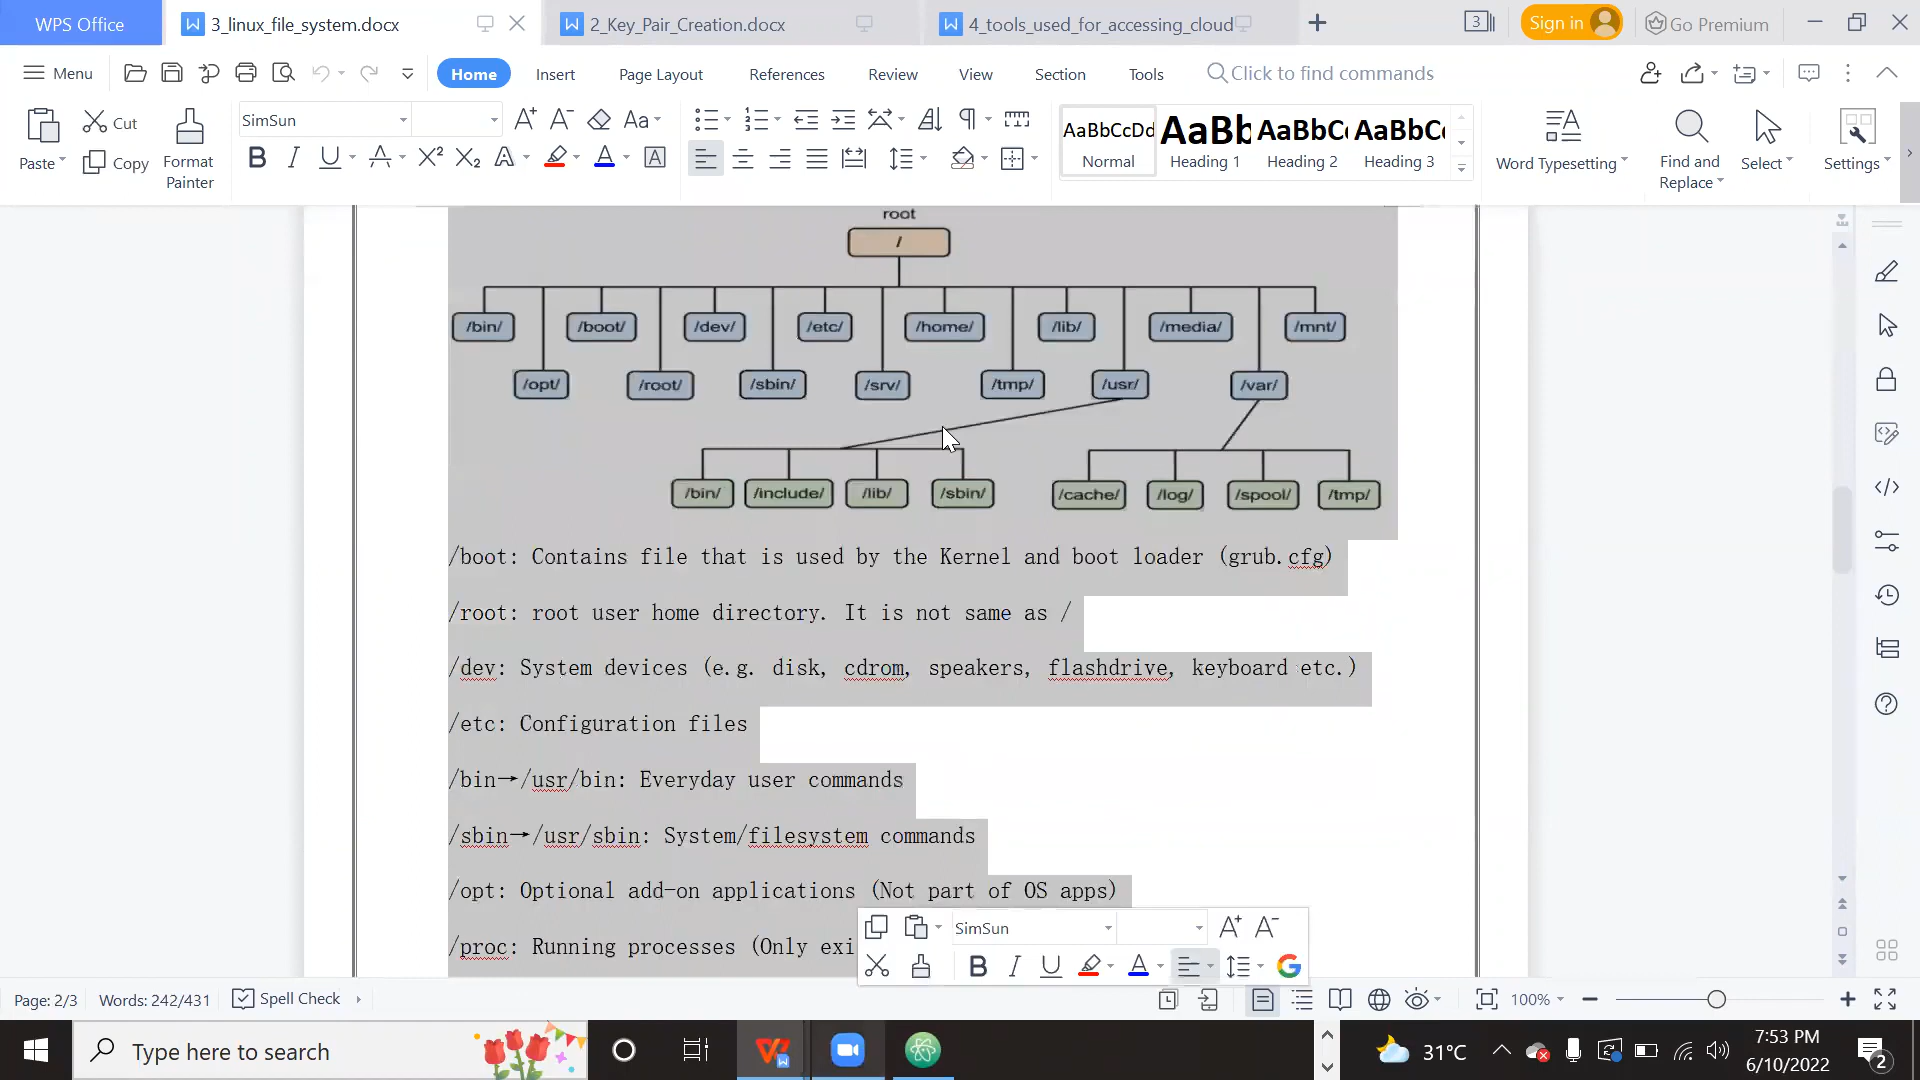 WPS Office
3_linux_file_system.docx
2_Key_Pair_Creation.docx
4_tools_used_for_accessing_cloud
3
Sign in
Go Premium
Menu
Home
Insert
Page Layout
References
Review
View
Section
Tools
Click to find commands
Paste
Cut
Copy
Format
Painter
SimSun
AaBbCcDd
Normal
AaBb
Heading 1
AaBbC
Heading 2
AaBbC
Heading 3
Word Typesetting
Find and
Replace
Select
Settings
root
/
/bin/ /boot/ /dev/ /etc/ /home/ /lib/ /media/ /mnt/
/opt/ /root/ /sbin/ /srv/ /tmp/ /usr/ /var/
/bin/ /include/ /lib/ /sbin/ /cache/ /log/ /spool/ /tmp/
/boot: Contains file that is used by the Kernel and boot loader (grub.cfg)
/root: root user home directory. It is not same as /
/dev: System devices (e.g. disk, cdrom, speakers, flashdrive, keyboard etc.)
/etc: Configuration files
/bin→/usr/bin: Everyday user commands
/sbin→/usr/sbin: System/filesystem commands
/opt: Optional add-on applications (Not part of OS apps)
/proc: Running processes (Only exi
SimSun
Page: 2/3
Words: 242/431
Spell Check
100%
Type here to search
31°C
7:53 PM
6/10/2022
2